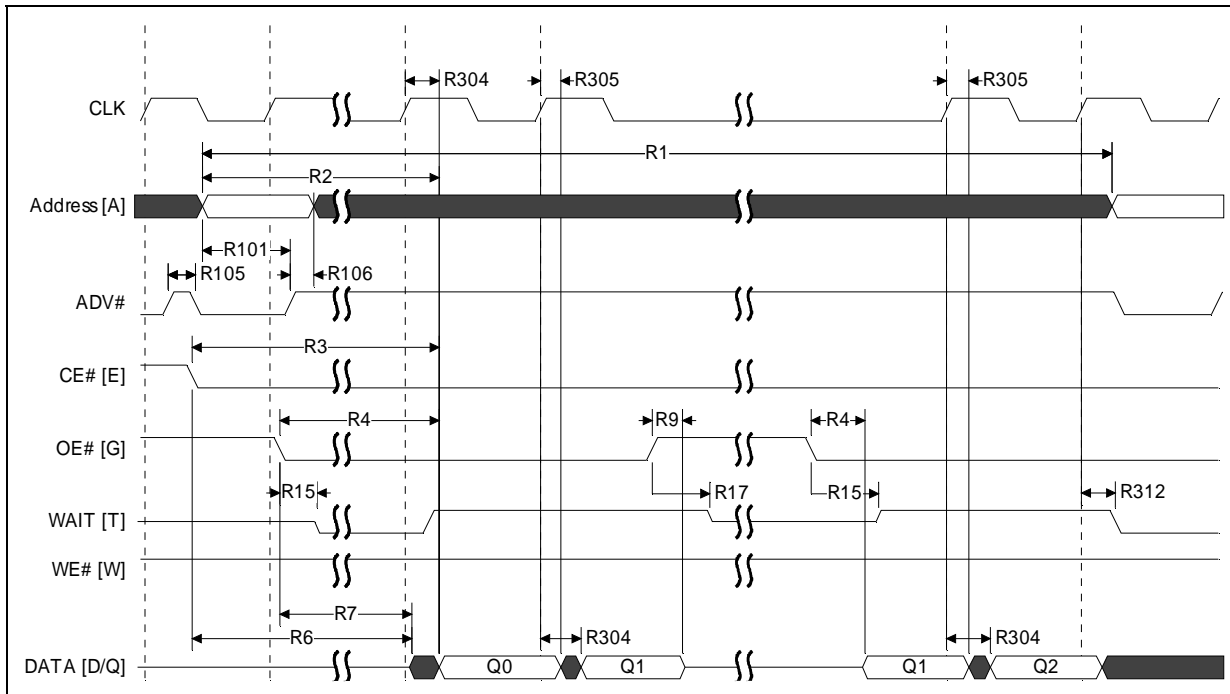 R304 R305 R305
CLK
R1
R2
Address [A]
R101
R105 R106
ADV#
R3
CE# [E]
R4 R9 R4
OE# [G]
R15 R17 R15 R312
WAIT [T]
WE# [W]
R7
R6 R304 R304
DATA [D/Q] Q0 Q1 Q1 Q2